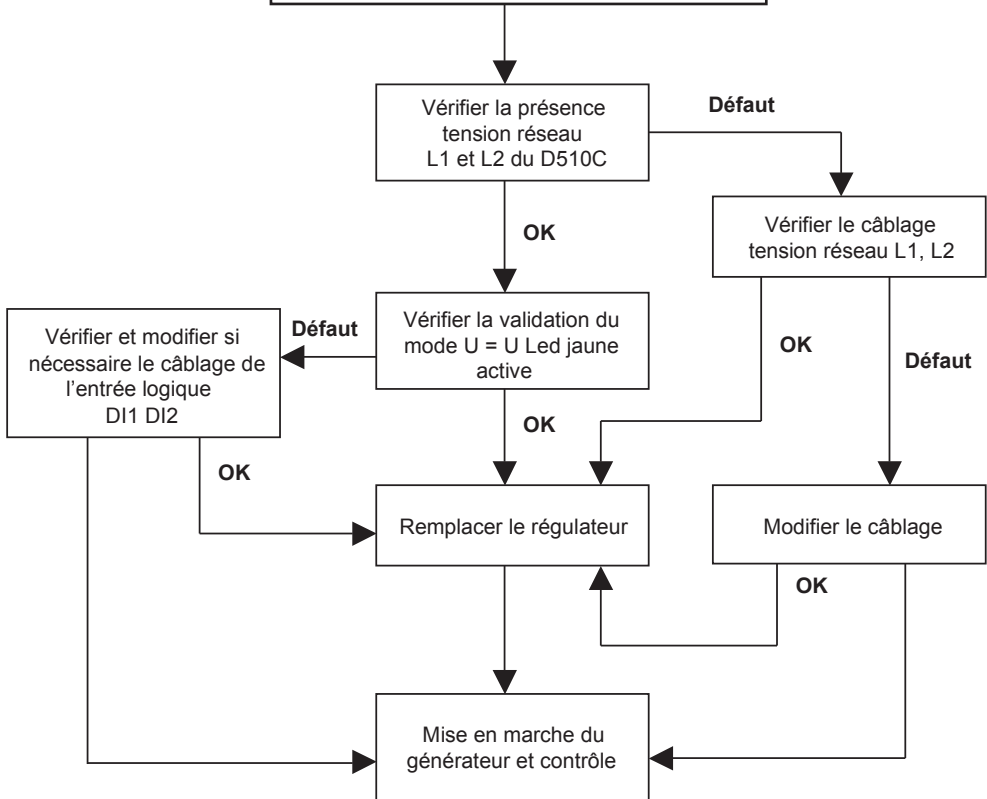 Vérifier la présence
tension réseau
L1 et L2 du D510C
Défaut
OK
Vérifier le câblage
tension réseau L1, L2
Vérifier et modifier si
nécessaire le câblage de
l'entrée logique
DI1 DI2
Défaut
Vérifier la validation du
mode U = U Led jaune
active
OK
Défaut
OK
OK
Remplacer le régulateur
Modifier le câblage
OK
Mise en marche du
générateur et contrôle